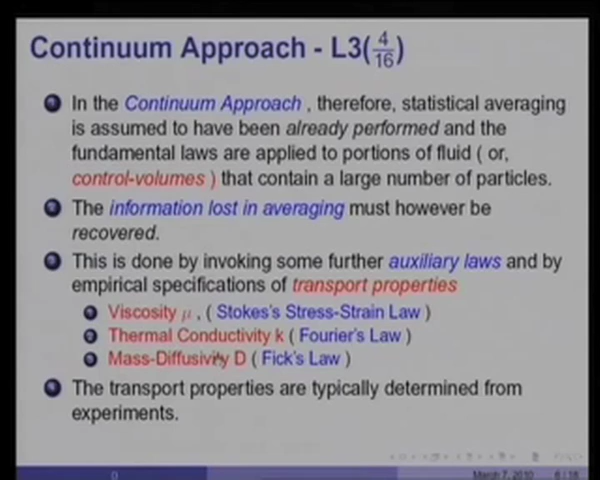 Continuum Approach - L3(4/16)
In the Continuum Approach , therefore, statistical averaging
is assumed to have been already performed and the
fundamental laws are applied to portions of fluid ( or,
control-volumes ) that contain a large number of particles.
The information lost in averaging must however be
recovered.
This is done by invoking some further auxiliary laws and by
empirical specifications of transport properties
Viscosity μ , ( Stokes's Stress-Strain Law )
Thermal Conductivity k ( Fourier's Law )
Mass-Diffusivity D ( Fick's Law )
The transport properties are typically determined from
experiments.
()
March 7, 2010